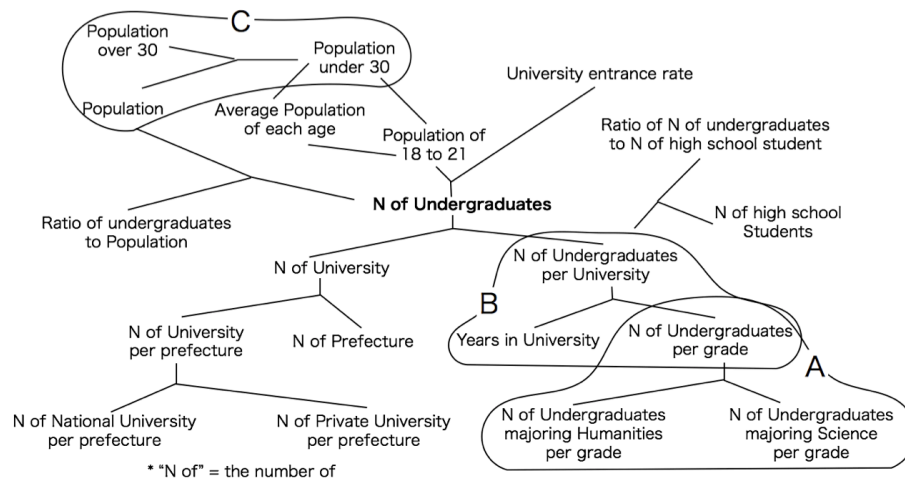 C
Population
over 30
Population
under 30
Population
Average Population
of each age
University entrance rate
Population of
18 to 21
Ratio of N of undergraduates
to N of high school student
N of Undergraduates
N of high school
Students
Ratio of undergraduates
to Population
N of University
N of Undergraduates
per University
B
N of University
per prefecture
N of Prefecture
Years in University
N of Undergraduates
per grade
A
N of National University
per prefecture
N of Private University
per prefecture
N of Undergraduates
majoring Humanities
per grade
N of Undergraduates
majoring Science
per grade
* “N of” = the number of